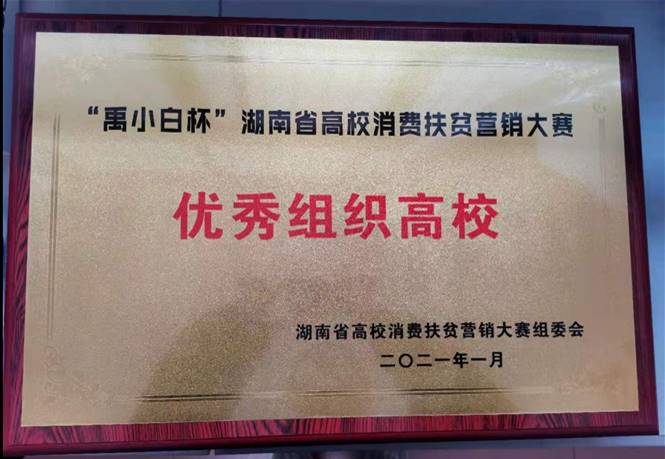 “禹小白杯”湖南省高校消费扶贫营销大赛
优秀组织高校
湖南省高校消费扶贫营销大赛组委会
二〇二一年一月